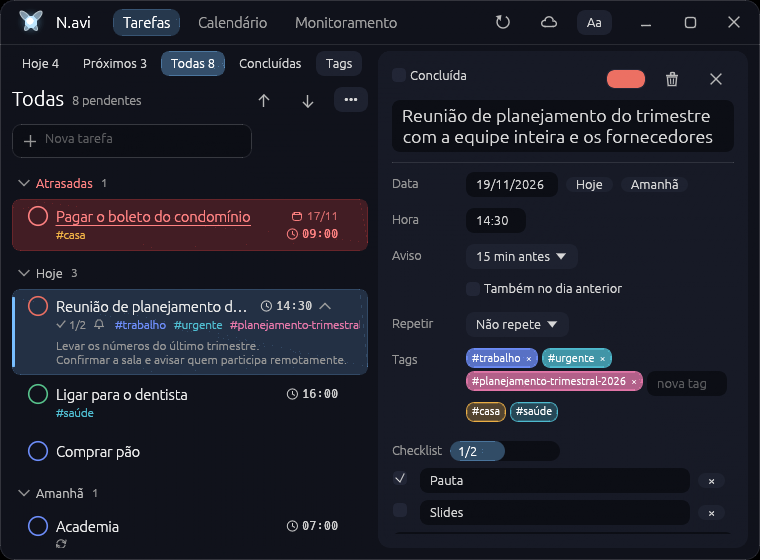 N.avi Tarefas Calendário Monitoramento Aa
Hoje 4 Próximos 3 Todas 8 Concluídas Tags
Todas 8 pendentes
Nova tarefa
Atrasadas 1
Pagar o boleto do condomínio 17/11
#casa 09:00
Hoje 3
Reunião de planejamento d... 14:30
1/2 #trabalho #urgente #planejamento-trimestral
Levar os números do último trimestre.
Confirmar a sala e avisar quem participa remotamente.
Ligar para o dentista 16:00
#saúde
Comprar pão
Amanhã 1
Academia 07:00
Concluída
Reunião de planejamento do trimestre
com a equipe inteira e os fornecedores
Data 19/11/2026 Hoje Amanhã
Hora 14:30
Aviso 15 min antes
Também no dia anterior
Repetir Não repete
Tags #trabalho × #urgente ×
#planejamento-trimestral-2026 × nova tag
#casa #saúde
Checklist 1/2
Pauta ×
Slides ×